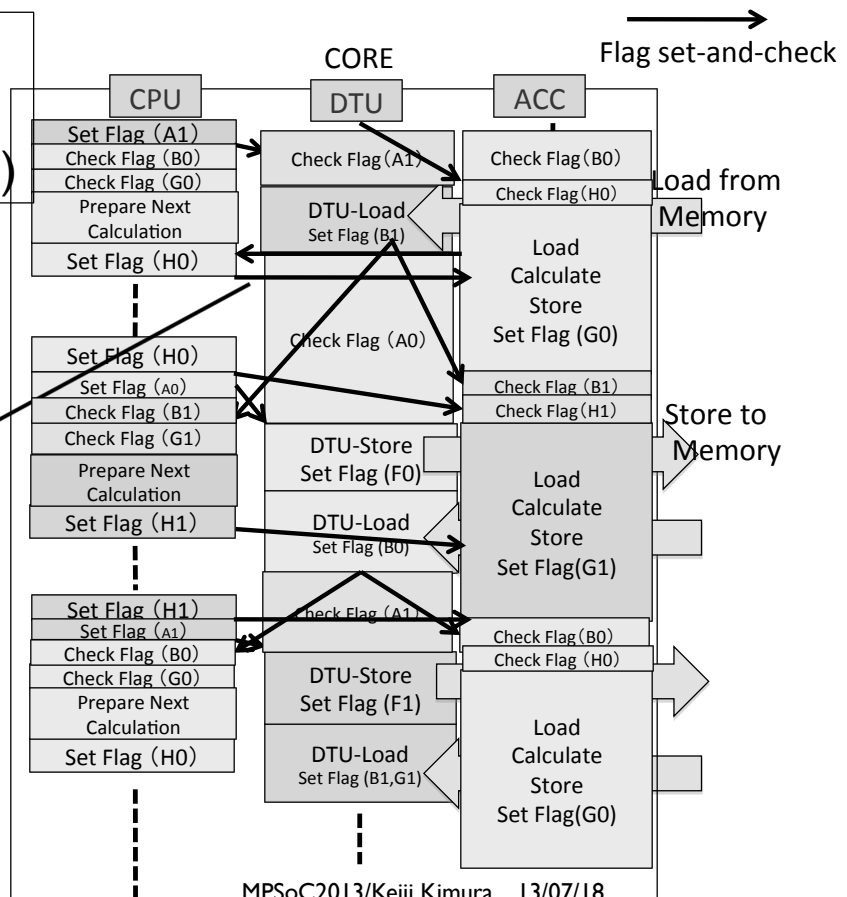 Flag set-and-check
CORE
CPU
DTU
ACC
)
Set Flag (A1)
Check Flag (B0)
Check Flag (G0)
Prepare Next
Calculation
Set Flag (H0)
Set Flag (H0)
Set Flag (A0)
Check Flag (B1)
Check Flag (G1)
Prepare Next
Calculation
Set Flag (H1)
Set Flag (H1)
Set Flag (A1)
Check Flag (B0)
Check Flag (G0)
Prepare Next
Calculation
Set Flag (H0)
Check Flag (A1)
DTU-Load
Set Flag (B1)
Check Flag (A0)
DTU-Store
Set Flag (F0)
DTU-Load
Set Flag (B0)
Check Flag (A1)
DTU-Store
Set Flag (F1)
DTU-Load
Set Flag (B1,G1)
Check Flag(B0)
Check Flag(H0)
Load
Calculate
Store
Set Flag (G0)
Check Flag (B1)
Check Flag(H1)
Load
Calculate
Store
Set Flag(G1)
Check Flag(B0)
Check Flag (H0)
Load
Calculate
Store
Set Flag(G0)
Load from
Memory
Store to
Memory
MPSoC2013/Keiji Kimura 13/07/18